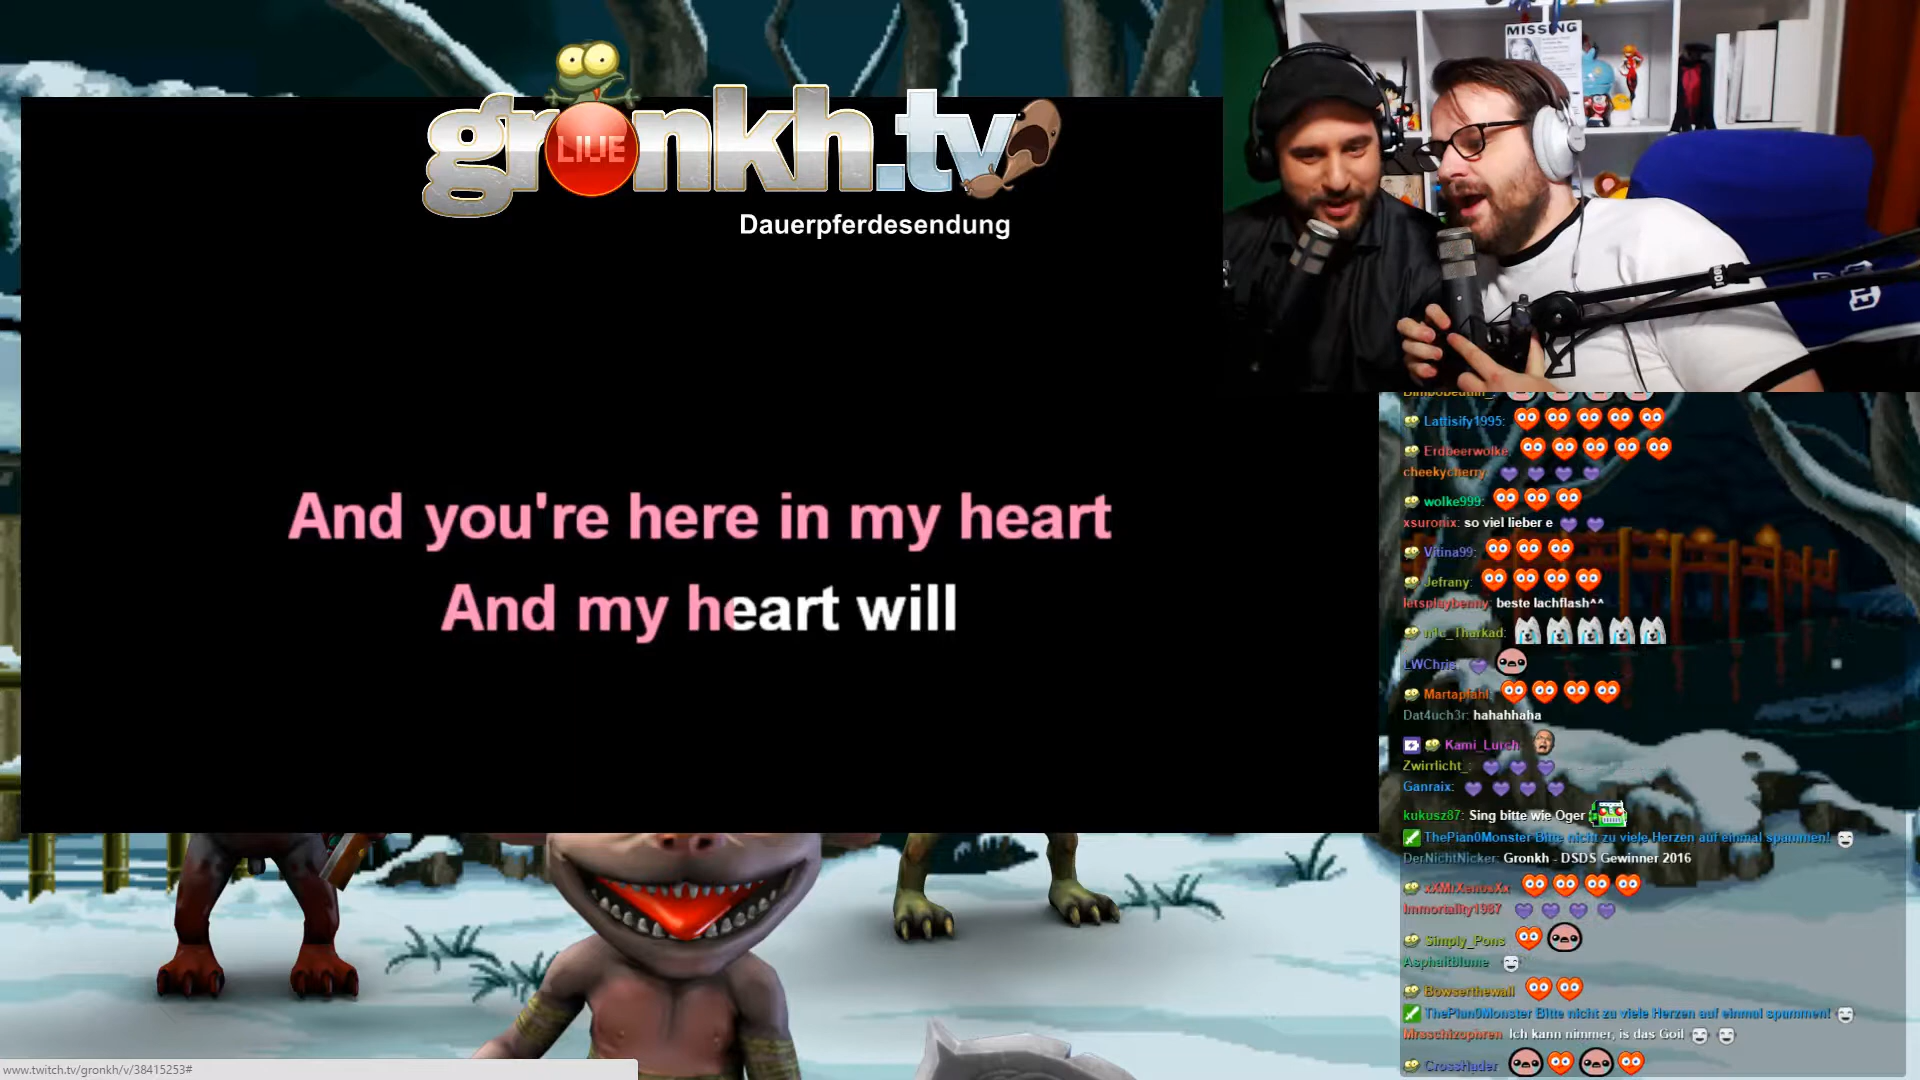 gronkh.tv
LIVE
Dauerpferdesendung
MISSING
And you're here in my heart
And my heart will
Lattisify1995:
Erdbeerwolke:
cheekycherry:
wolke999:
xsuronix: so viel lieber e
Vitina99:
Jefrany:
letsplaybenny: beste lachflash^^
n1c_Tharkad:
LWChris:
Martapfahl:
Dat4uch3r: hahahhaha
Kami_Lurch:
Zwirrlicht_:
Ganraix:
kukusz87: Sing bitte wie Oger
ThePian0Monster Bitte nicht zu viele Herzen auf einmal spammen!
DerNichtNicker: Gronkh - DSDS Gewinner 2016
xXMrXenusXx
Immortality1987
Simply_Pons
Asphaltblume
Bowserthewall
ThePian0Monster Bitte nicht zu viele Herzen auf einmal spammen!
Mrsschizophren Ich kann nimmer, is das Goil
CrossHader
www.twitch.tv/gronkh/v/38415253#